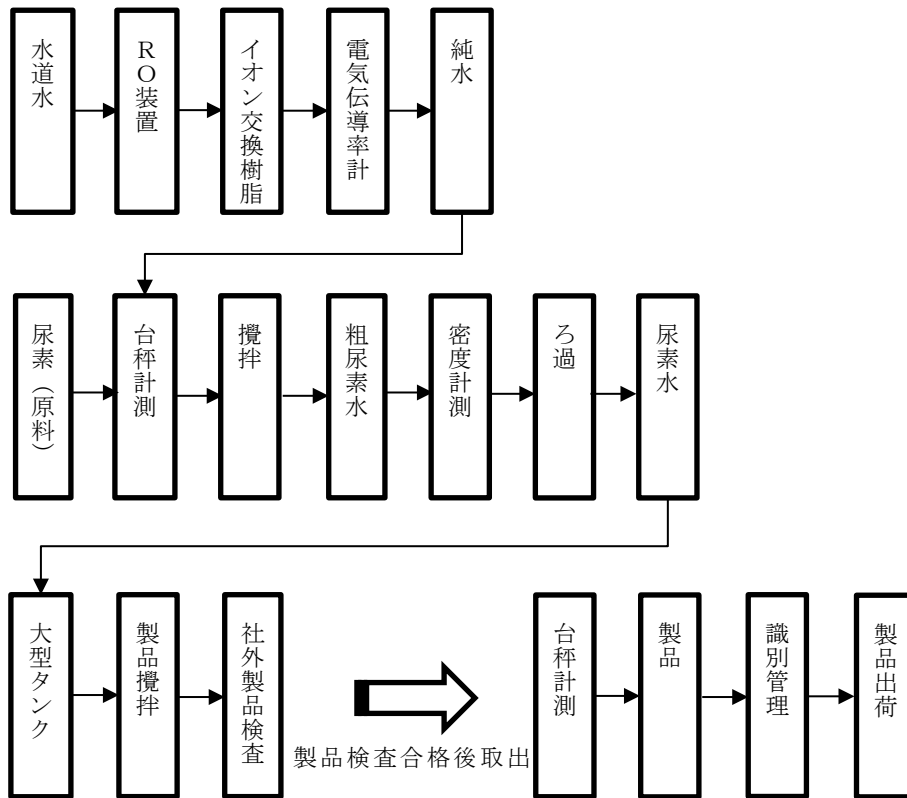 水道水
RO装置
イオン交換樹脂
電気伝導率計
純水
尿素（原料）
台秤計測
攪拌
粗尿素水
密度計測
ろ過
尿素水
大型タンク
製品攪拌
社外製品検査
製品検査合格後取出
台秤計測
製品
識別管理
製品出荷